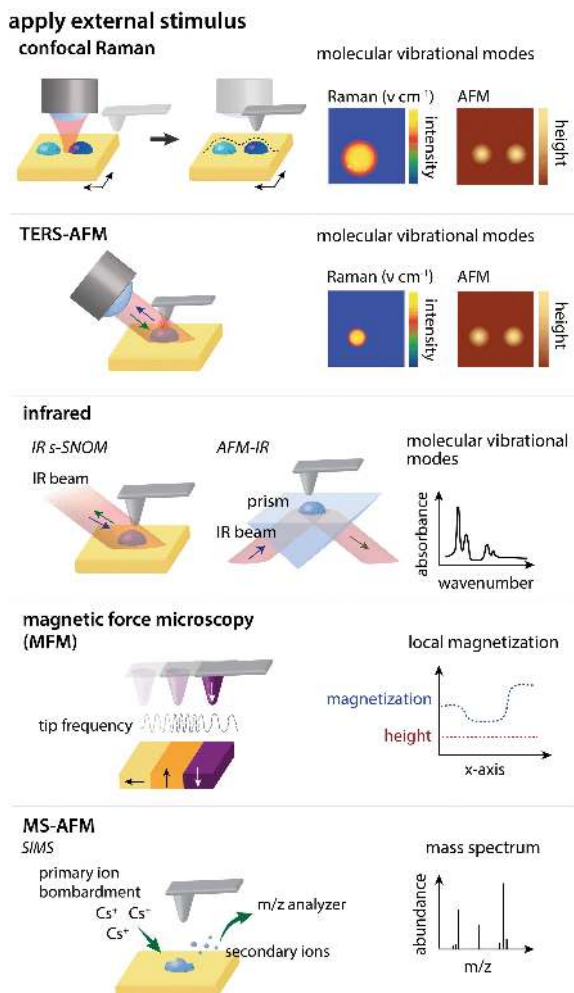 apply external stimulus
confocal Raman
molecular vibrational modes
Raman (ν cm⁻¹)
AFM
intensity
height
TERS-AFM
molecular vibrational modes
Raman (ν cm⁻¹)
AFM
intensity
height
infrared
IR s-SNOM
AFM-IR
molecular vibrational
modes
IR beam
prism
IR beam
absorbance
wavenumber
magnetic force microscopy
(MFM)
local magnetization
magnetization
tip frequency
height
x-axis
MS-AFM
SIMS
mass spectrum
primary ion
bombardment
Cs⁺ Cs⁺
Cs⁺
m/z analyzer
secondary ions
abundance
m/z